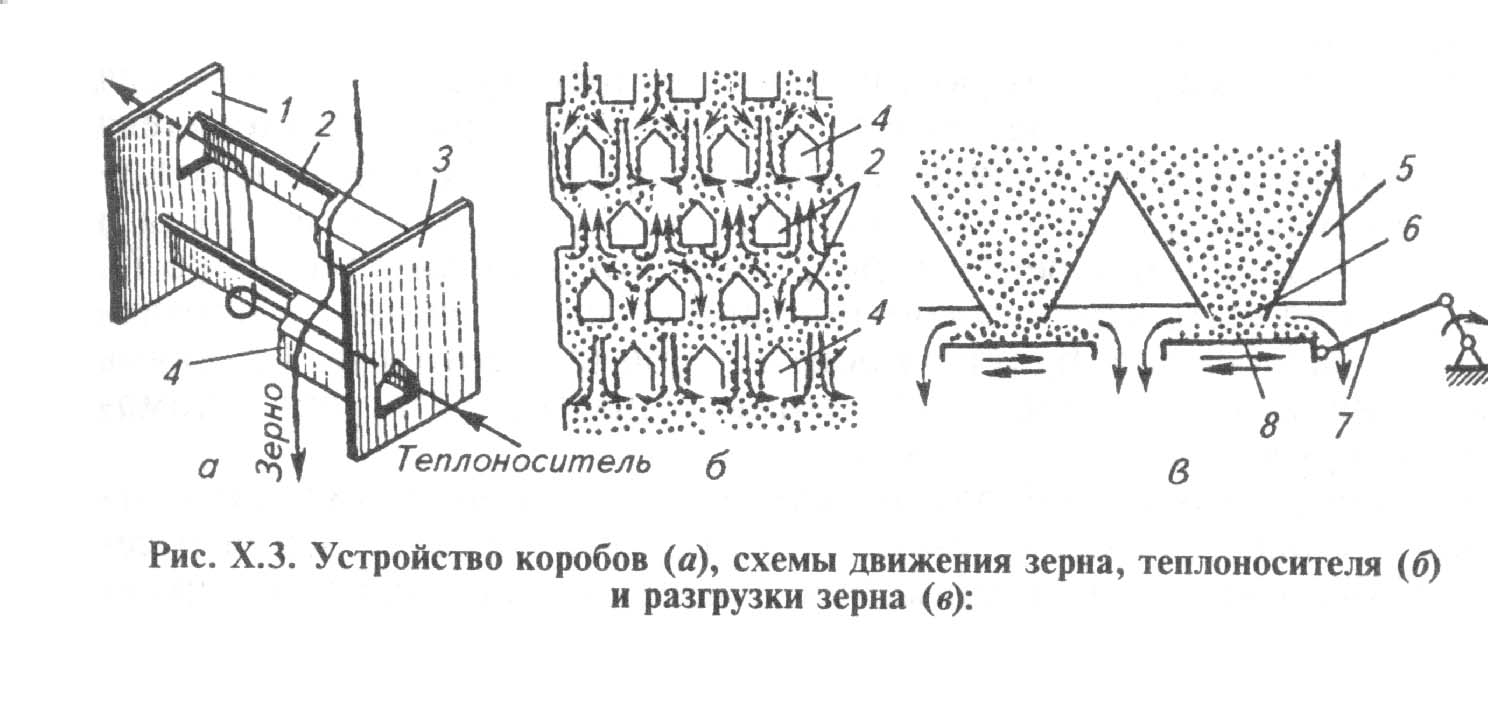 1
2
3
4
Зерно
Теплоноситель
а
4
2
4
б
5
6
7
8
в
Рис. X.3. Устройство коробов (а), схемы движения зерна, теплоносителя (б)
и разгрузки зерна (в):